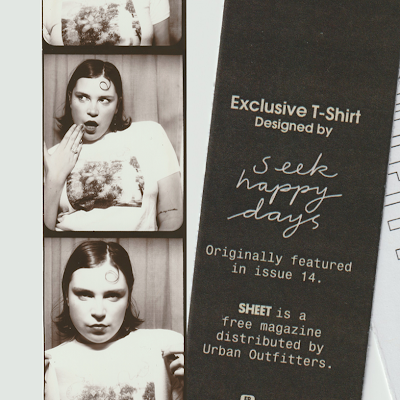 Exclusive T-Shirt
Designed by
seek
happy
days
Originally featured
in issue 14.
SHEET is a
free magazine
distributed by
Urban Outfitters.